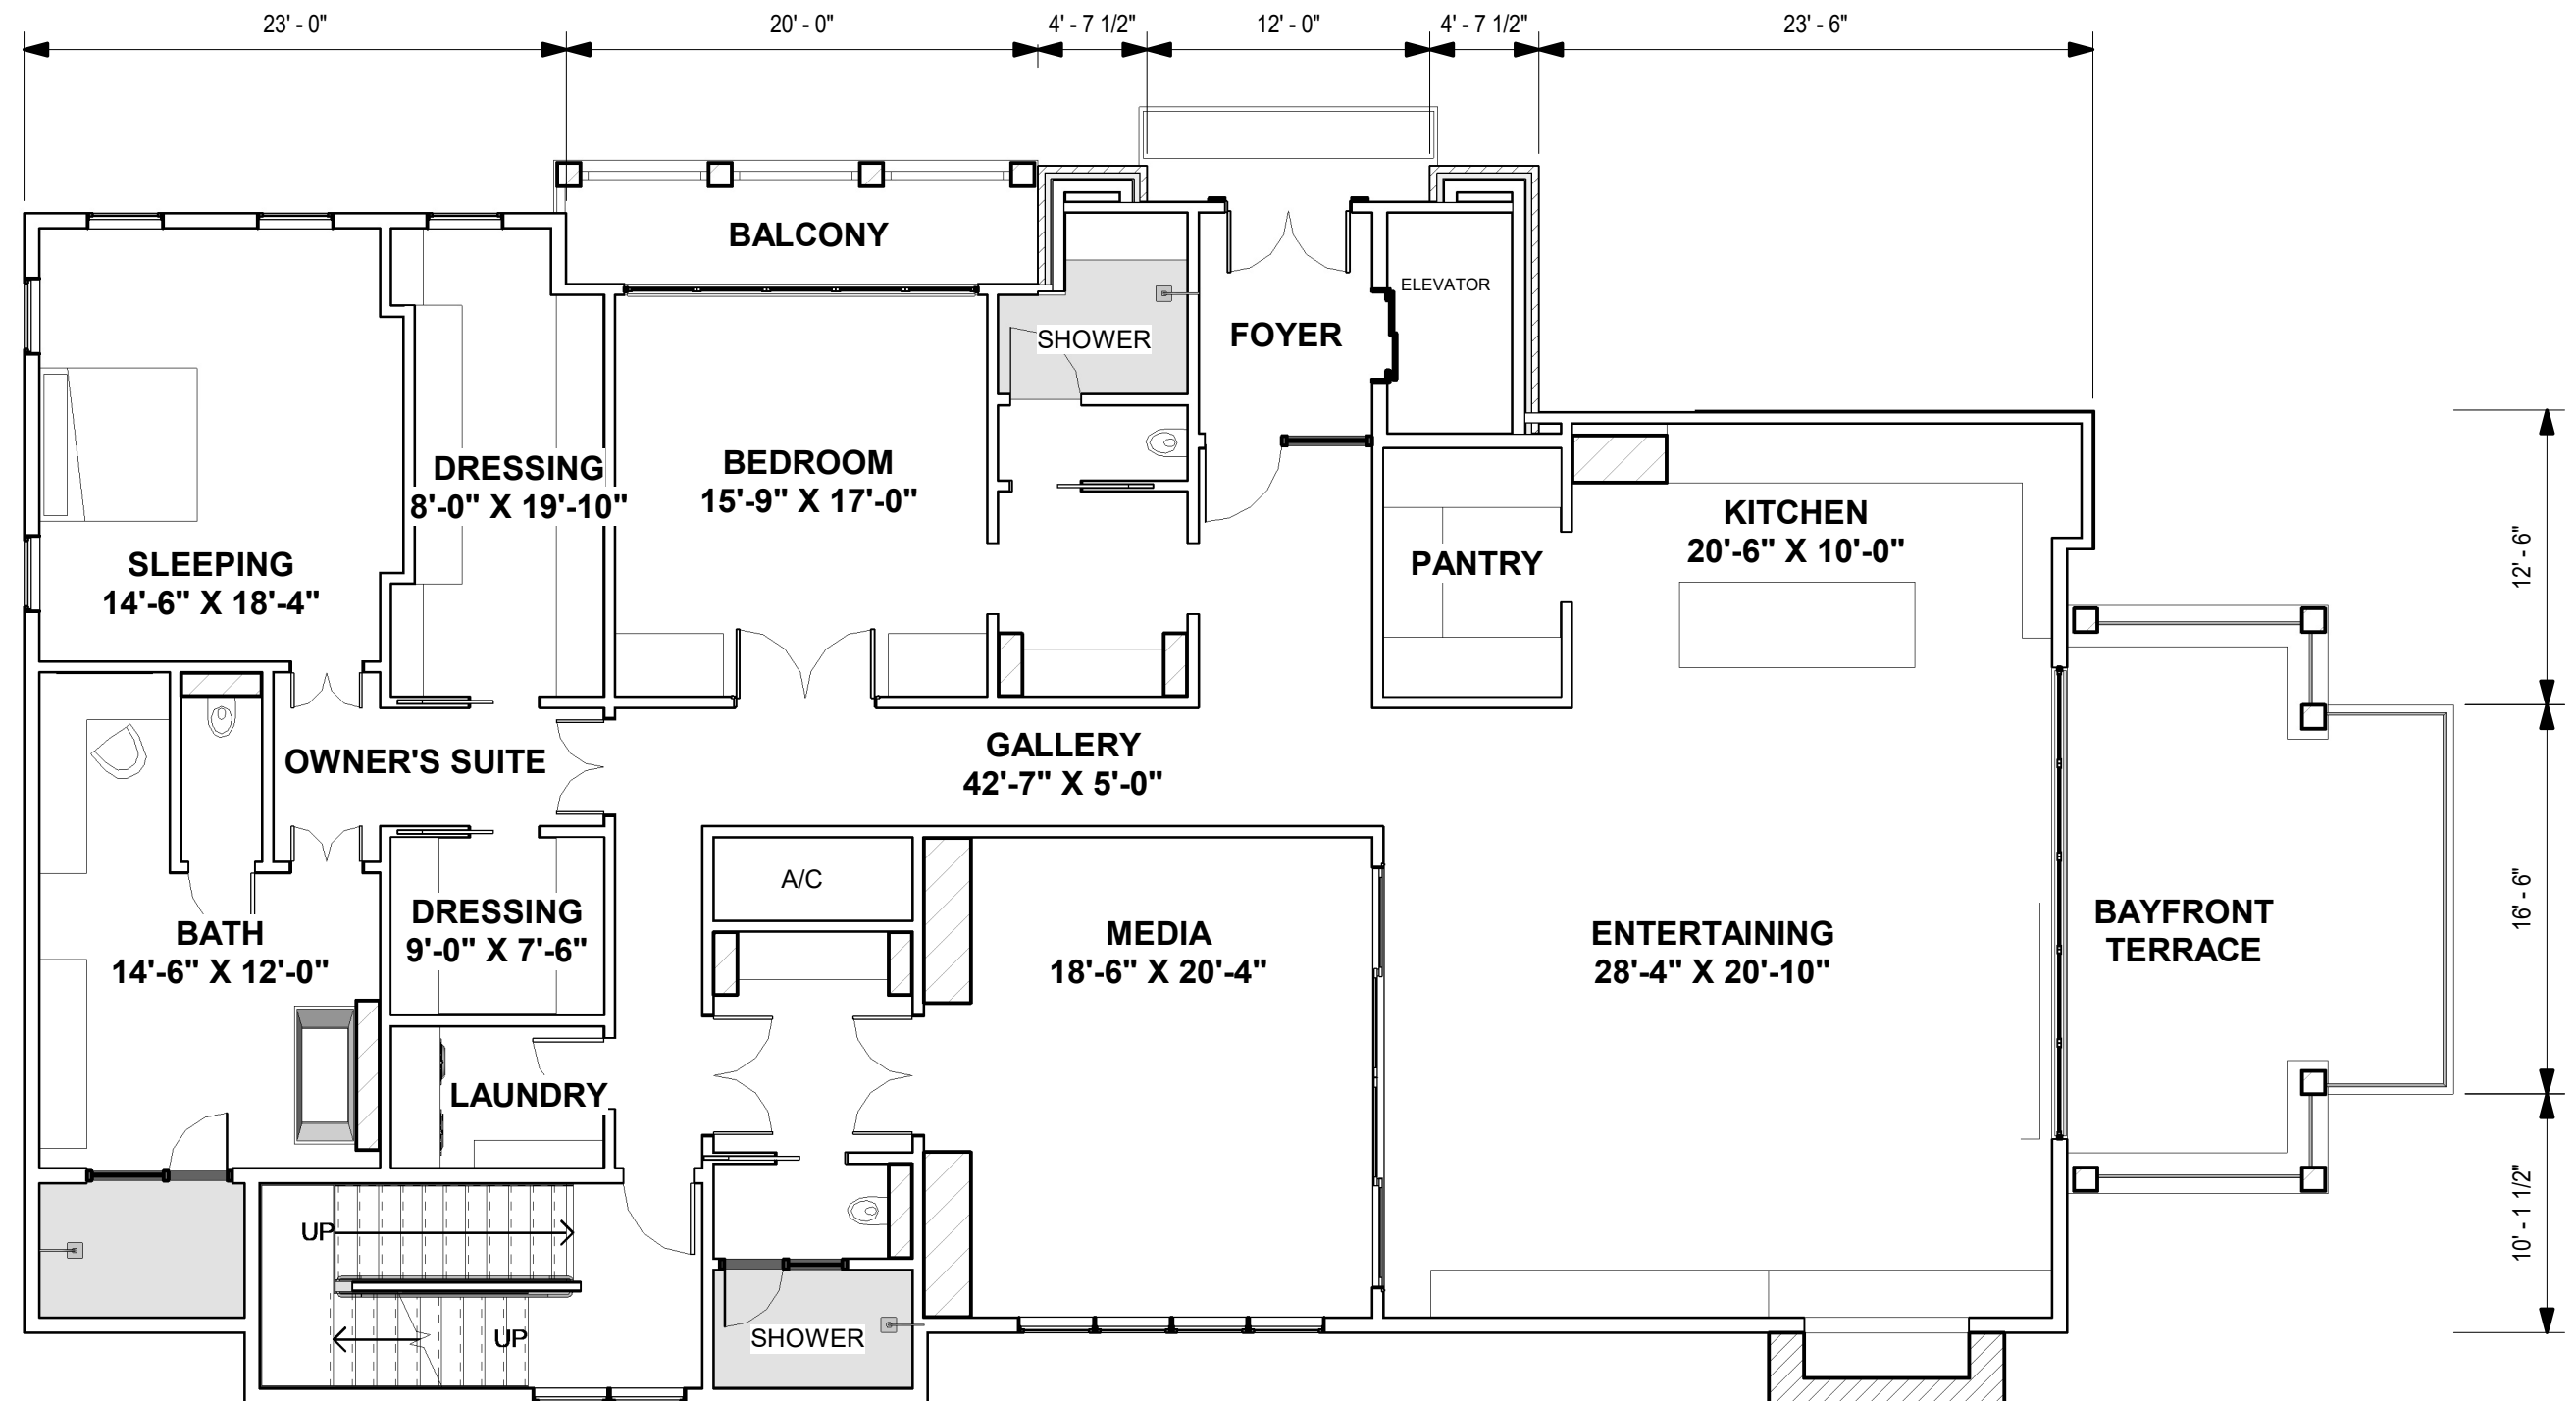 23' - 0"
20' - 0"
4' - 7 1/2"
12' - 0"
4' - 7 1/2"
23' - 6"
BALCONY
ELEVATOR
SHOWER
FOYER
DRESSING
8'-0" X 19'-10"
BEDROOM
15'-9" X 17'-0"
KITCHEN
20'-6" X 10'-0"
12' - 6"
SLEEPING
14'-6" X 18'-4"
PANTRY
OWNER'S SUITE
GALLERY
42'-7" X 5'-0"
A/C
DRESSING
9'-0" X 7'-6"
BATH
14'-6" X 12'-0"
MEDIA
18'-6" X 20'-4"
ENTERTAINING
28'-4" X 20'-10"
BAYFRONT
TERRACE
16' - 6"
LAUNDRY
UP
UP
SHOWER
10' - 1 1/2"